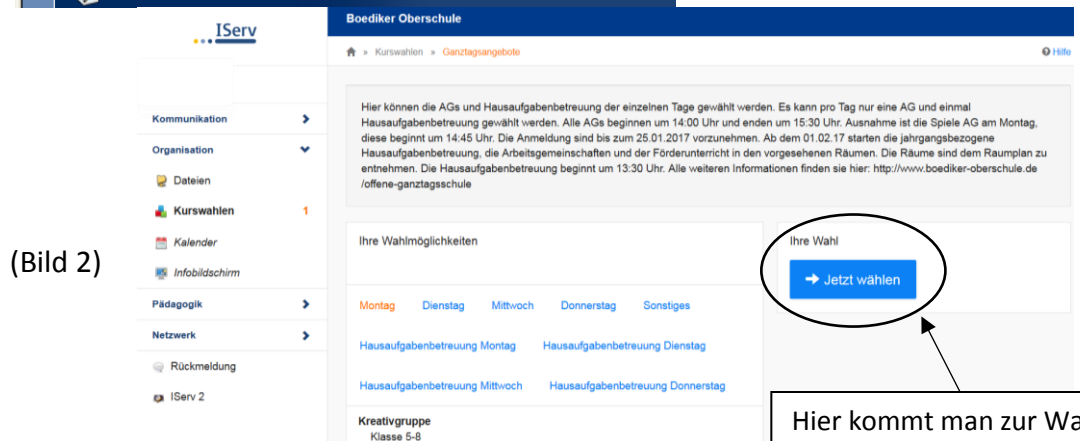 IServ
Boediker Oberschule
» Kurswahlen » Ganztagsangebote
Hilfe
Kommunikation
Organisation
Dateien
Kurswahlen 1
Kalender
Infobildschirm
Pädagogik
Netzwerk
Rückmeldung
IServ 2
(Bild 2)
Hier können die AGs und Hausaufgabenbetreuung der einzelnen Tage gewählt werden. Es kann pro Tag nur eine AG und einmal
Hausaufgabenbetreuung gewählt werden. Alle AGs beginnen um 14:00 Uhr und enden um 15:30 Uhr. Ausnahme ist die Spiele AG am Montag,
diese beginnt um 14:45 Uhr. Die Anmeldung sind bis zum 25.01.2017 vorzunehmen. Ab dem 01.02.17 starten die jahrgangsbezogene
Hausaufgabenbetreuung, die Arbeitsgemeinschaften und der Förderunterricht in den vorgesehenen Räumen. Die Räume sind dem Raumplan zu
entnehmen. Die Hausaufgabenbetreuung beginnt um 13:30 Uhr. Alle weiteren Informationen finden sie hier: http://www.boediker-oberschule.de
/offene-ganztagsschule
Ihre Wahlmöglichkeiten
Montag Dienstag Mittwoch Donnerstag Sonstiges
Hausaufgabenbetreuung Montag Hausaufgabenbetreuung Dienstag
Hausaufgabenbetreuung Mittwoch Hausaufgabenbetreuung Donnerstag
Kreativgruppe
Klasse 5-8
Ihre Wahl
Jetzt wählen
Hier kommt man zur